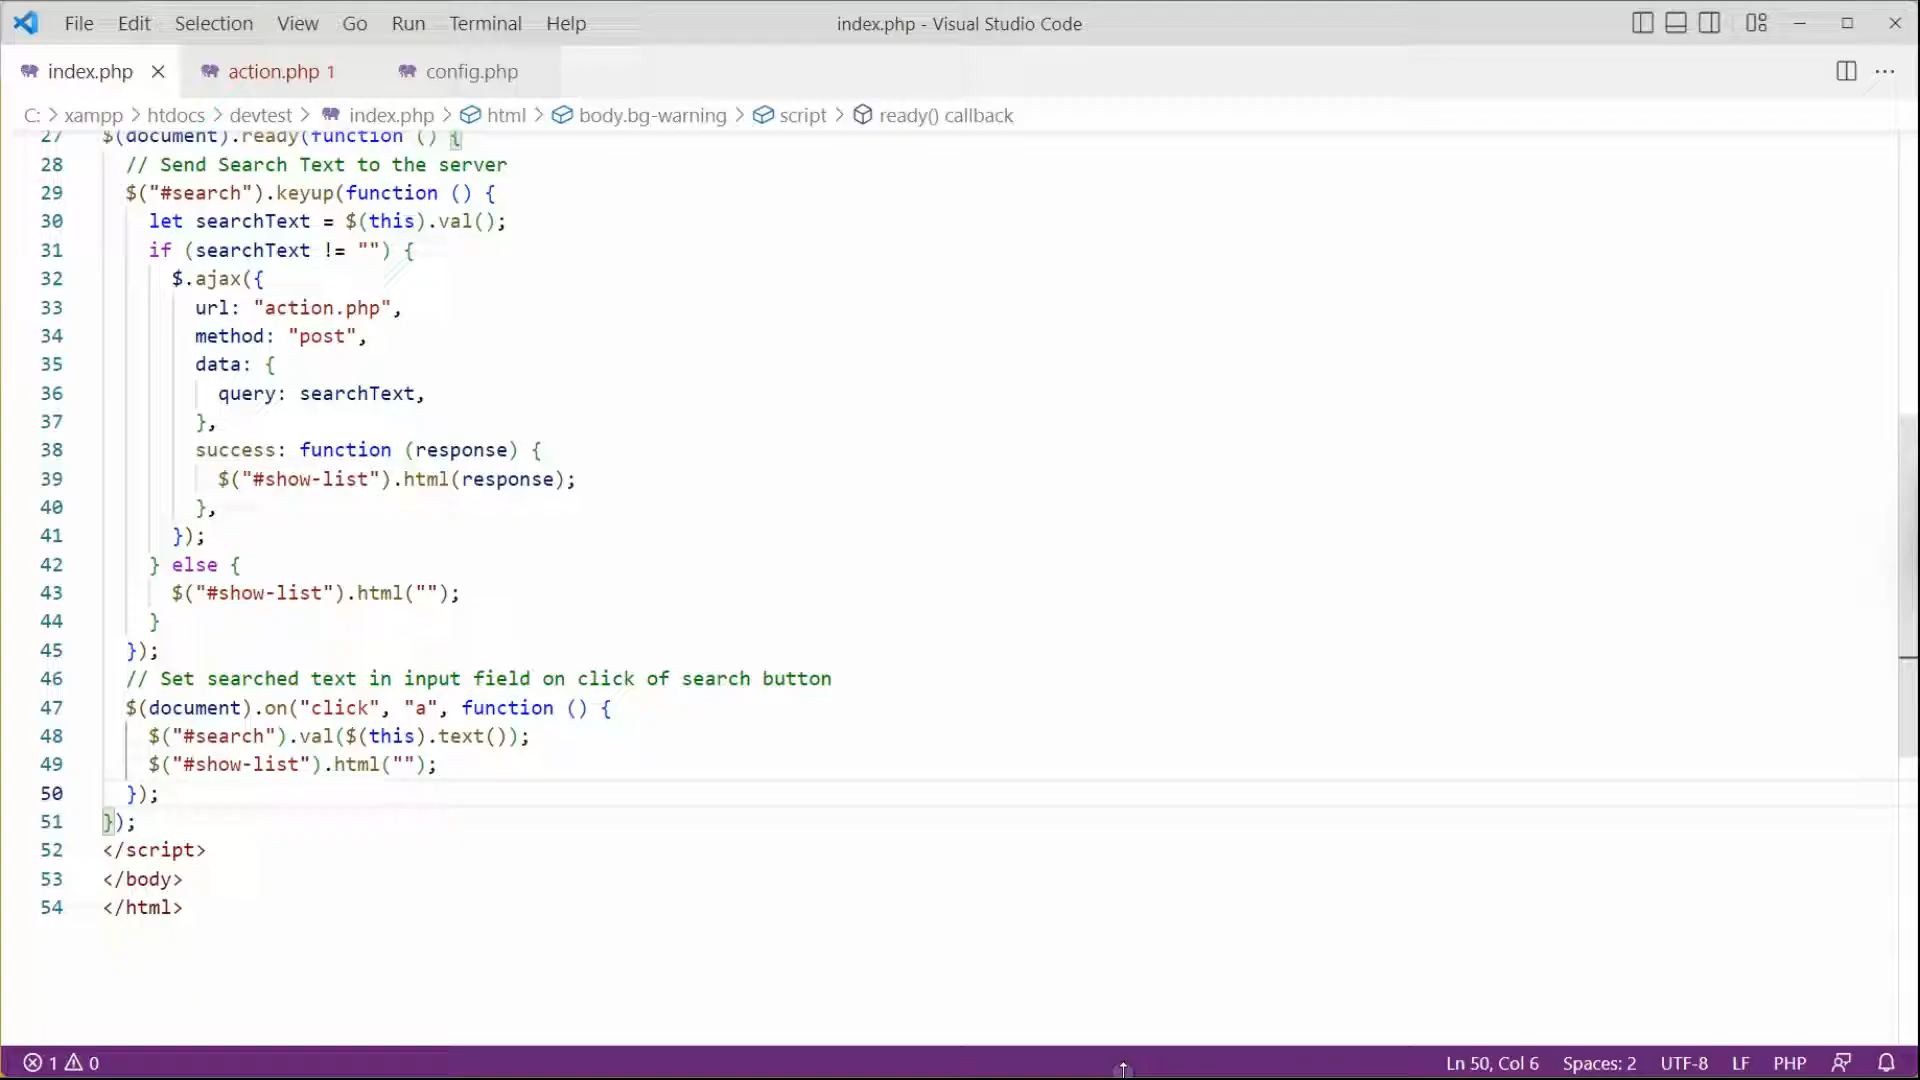 File Edit Selection View Go Run Terminal Help index.php - Visual Studio Code
index.php action.php 1 config.php
C: > xampp > htdocs > devtest > index.php > html > body.bg-warning > script > ready() callback
27 $(document).ready(function () {
28 // Send Search Text to the server
29 $("#search").keyup(function () {
30 let searchText = $(this).val();
31 if (searchText != "") {
32 $.ajax({
33 url: "action.php",
34 method: "post",
35 data: {
36 query: searchText,
37 },
38 success: function (response) {
39 $("#show-list").html(response);
40 },
41 });
42 } else {
43 $("#show-list").html("");
44 }
45 });
46 // Set searched text in input field on click of search button
47 $(document).on("click", "a", function () {
48 $("#search").val($(this).text());
49 $("#show-list").html("");
50 });
51 });
52 </script>
53 </body>
54 </html>
1 0 Ln 50, Col 6 Spaces: 2 UTF-8 LF PHP